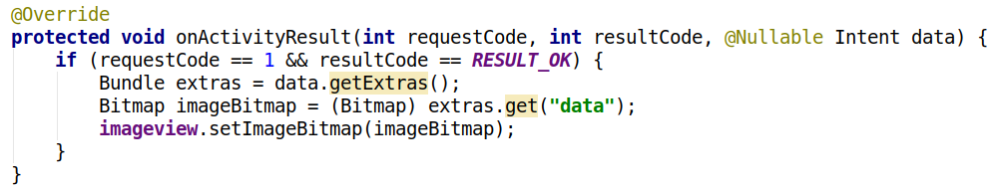 @Override
protected void onActivityResult(int requestCode, int resultCode, @Nullable Intent data) {
    if (requestCode == 1 && resultCode == RESULT_OK) {
        Bundle extras = data.getExtras();
        Bitmap imageBitmap = (Bitmap) extras.get("data");
        imageview.setImageBitmap(imageBitmap);
    }
}